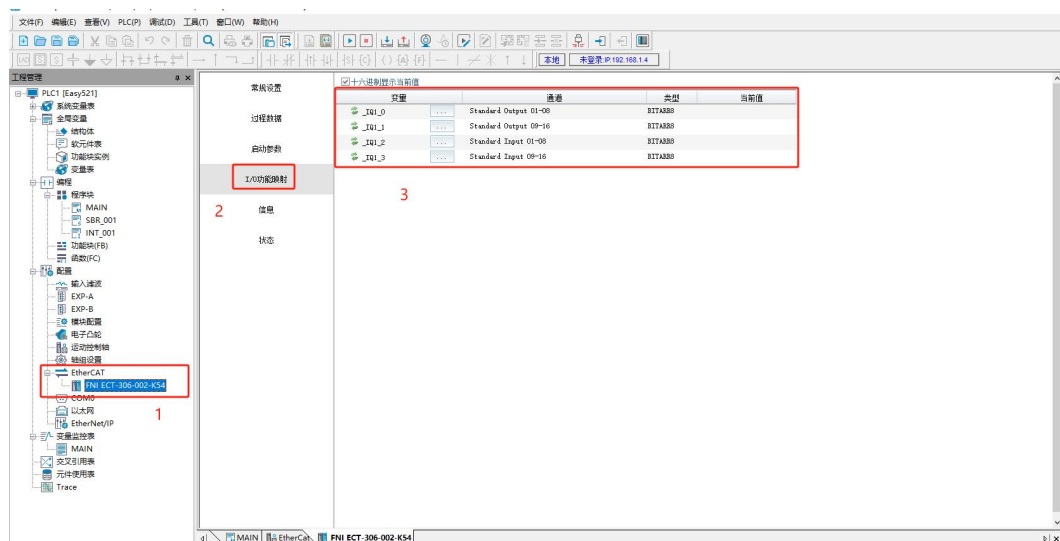 文件(F) 编辑(E) 查看(V) PLC(P) 调试(D) 工具(T) 窗口(W) 帮助(H)
本地 未登录:IP:192.168.1.4
工程管理
PLC1 [Easy521]
系统变量表
全局变量
结构体
软元件表
功能块实例
变量表
编程
程序块
MAIN
SBR_001
INT_001
功能块(FB)
函数(FC)
配置
输入滤波
EXP-A
EXP-B
模块配置
电子凸轮
运动控制轴
轴组设置
EtherCAT
FNI ECT-306-002-K54
COM0
以太网
EtherNet/IP
变量监控表
MAIN
交叉引用表
元件使用表
Trace
1
常规设置
过程数据
启动参数
I/O功能映射
信息
状态
2
十六进制显示当前值
变量 通道 类型 当前值
_IQ1_0 ... Standard Output 01-08 BITARR8
_IQ1_1 ... Standard Output 09-16 BITARR8
_IQ1_2 ... Standard Input 01-08 BITARR8
_IQ1_3 ... Standard Input 09-16 BITARR8
3
MAIN EtherCat FNI ECT-306-002-K54